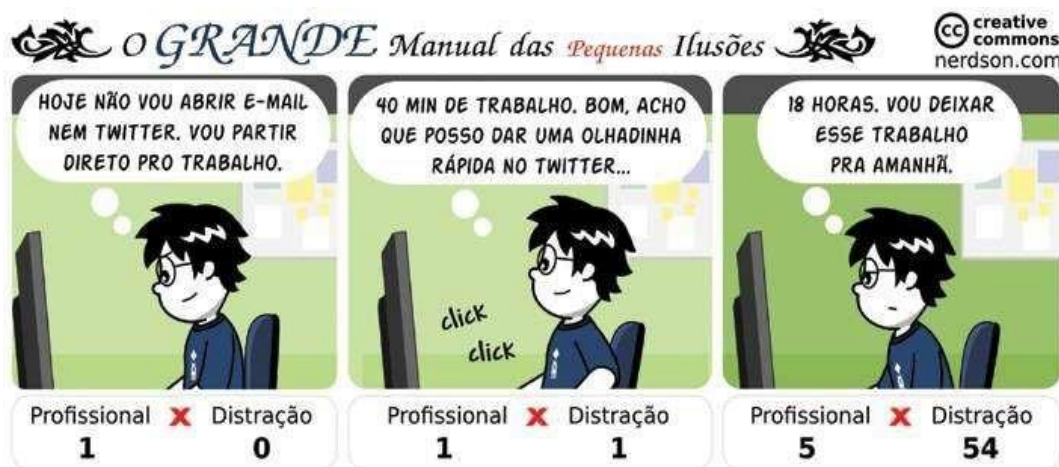 O GRANDE Manual das Pequenas Ilusões
cc creative commons
nerdson.com
HOJE NÃO VOU ABRIR E-MAIL
NEM TWITTER. VOU PARTIR
DIRETO PRO TRABALHO.
40 MIN DE TRABALHO. BOM, ACHO
QUE POSSO DAR UMA OLHADINHA
RÁPIDA NO TWITTER...
click
click
18 HORAS. VOU DEIXAR
ESSE TRABALHO
PRA AMANHÃ.
Profissional X Distração
1 0
Profissional X Distração
1 1
Profissional X Distração
5 54